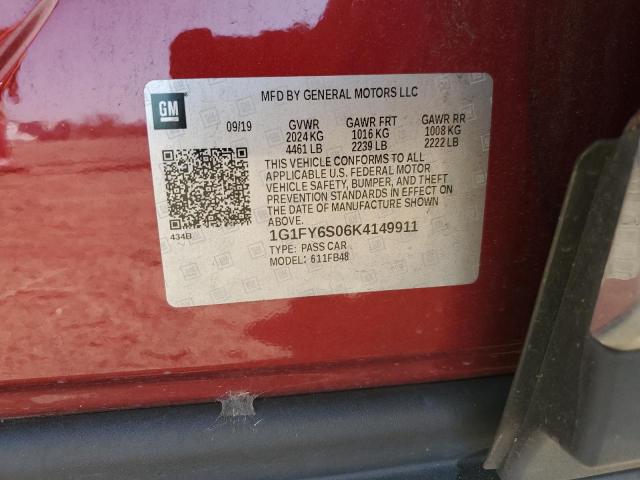 GM
MFD BY GENERAL MOTORS LLC
09/19 GVWR GAWR FRT GAWR RR
2024 KG 1016 KG 1008 KG
4461 LB 2239 LB 2222 LB
THIS VEHICLE CONFORMS TO ALL
APPLICABLE U.S. FEDERAL MOTOR
VEHICLE SAFETY, BUMPER, AND THEFT
PREVENTION STANDARDS IN EFFECT ON
THE DATE OF MANUFACTURE SHOWN
ABOVE.
434B
1G1FY6S06K4149911
TYPE: PASS CAR
MODEL: 611FB48